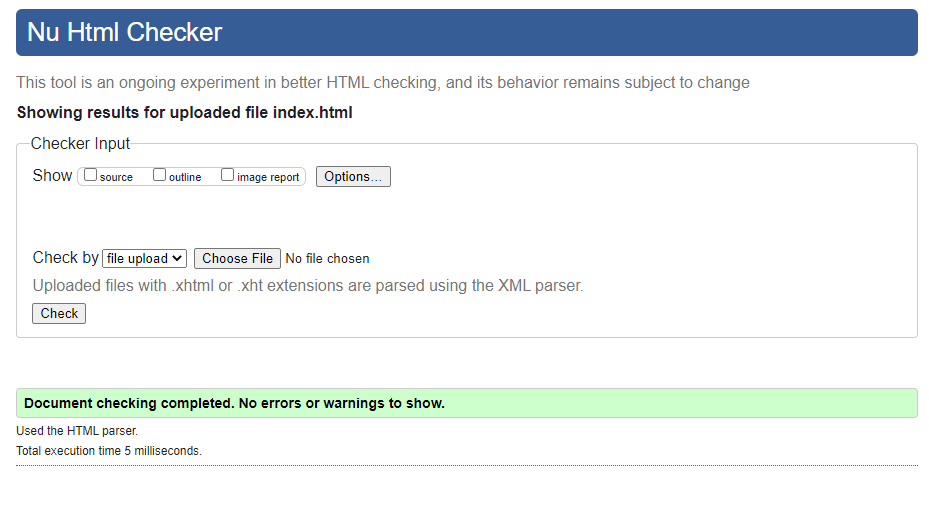 Nu Html Checker
This tool is an ongoing experiment in better HTML checking, and its behavior remains subject to change
Showing results for uploaded file index.html
Checker Input
Show source outline image report Options...
Check by file upload Choose File No file chosen
Uploaded files with .xhtml or .xht extensions are parsed using the XML parser.
Check
Document checking completed. No errors or warnings to show.
Used the HTML parser.
Total execution time 5 milliseconds.